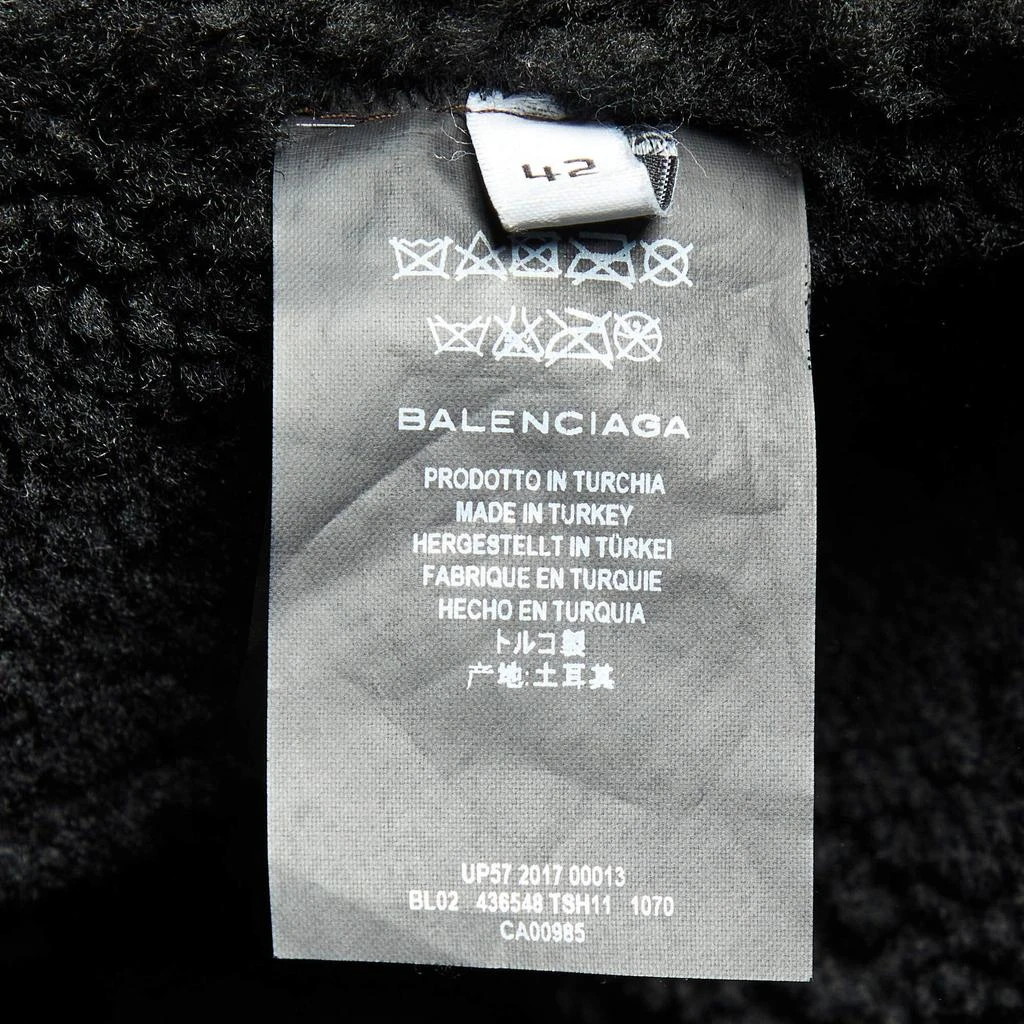 42
BALENCIAGA
PRODOTTO IN TURCHIA
MADE IN TURKEY
HERGESTELLT IN TÜRKEI
FABRIQUE EN TURQUIE
HECHO EN TURQUIA
トルコ製
产地:土耳其
UP57 2017 00013
BL02 436548 TSH11 1070
CA00985